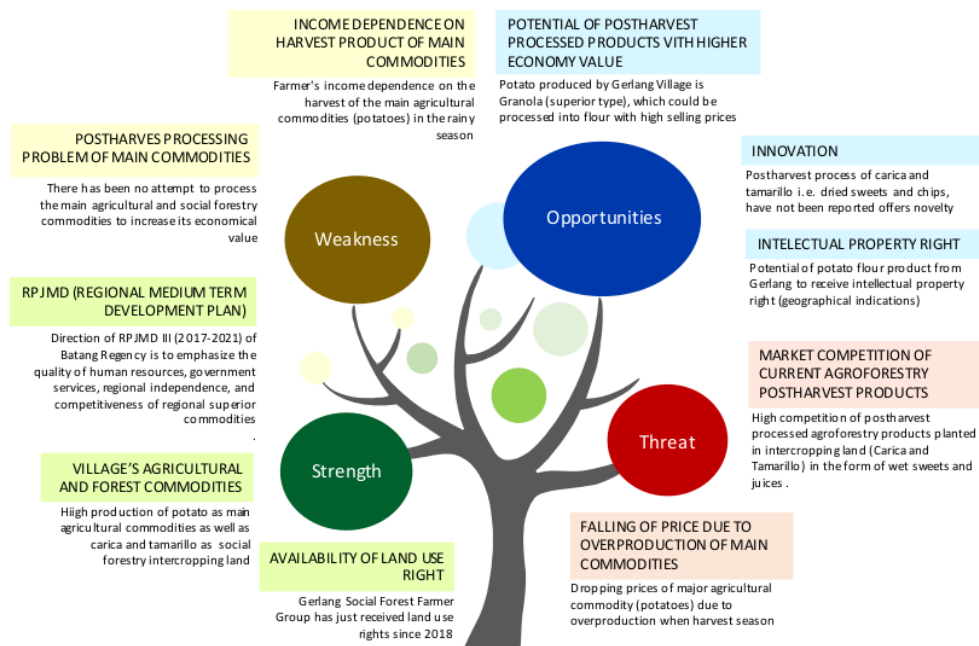 INCOME DEPENDENCE ON
HARVEST PRODUCT OF MAIN
COMMODITIES
Farmer's income dependence on the
harvest of the main agricultural
commodities (potatoes) in the rainy
season
POTENTIAL OF POSTHARVEST
PROCESSED PRODUCTS VITH HIGHER
ECONOMY VALUE
Potato produced by Gerlang Village is
Granola (superior type), which could be
processed into flour with high selling prices
POSTHARVES PROCESSING
PROBLEM OF MAIN COMMODITIES
There has been no attempt to process
the main agricultural and social forestry
commodities to increase its economical
value
INNOVATION
Postharvest process of carica and
tamarillo i.e. dried sweets and chips,
have not been reported offers novelty
Weakness
Opportunities
INTELECTUAL PROPERTY RIGHT
Potential of potato flour product from
Gerlang to receive intellectual property
right (geographical indications)
RPJMD (REGIONAL MEDIUM TERM
DEVELOPMENT PLAN)
Direction of RPJMD III (2017-2021) of
Batang Regency is to emphasize the
quality of human resources, government
services, regional independence, and
competitiveness of regional superior
commodities
.
MARKET COMPETITION OF
CURRENT AGROFORESTRY
POSTHARVEST PRODUCTS
High competition of postharvest
processed agroforestry products planted
in intercropping land (Carica and
Tamarillo) in the form of wet sweets and
juices .
Strength
Threat
VILLAGE'S AGRICULTURAL
AND FOREST COMMODITIES
Hiigh production of potato as main
agricultural commodities as well as
carica and tamarillo as social
forestry intercropping land
AVAILABILITY OF LAND USE
RIGHT
Gerlang Social Forest Farmer
Group has just received land use
rights since 2018
FALLING OF PRICE DUE TO
OVERPRODUCTION OF MAIN
COMMODITIES
Dropping prices of major agricultural
commodity (potatoes) due to
overproduction when harvest season